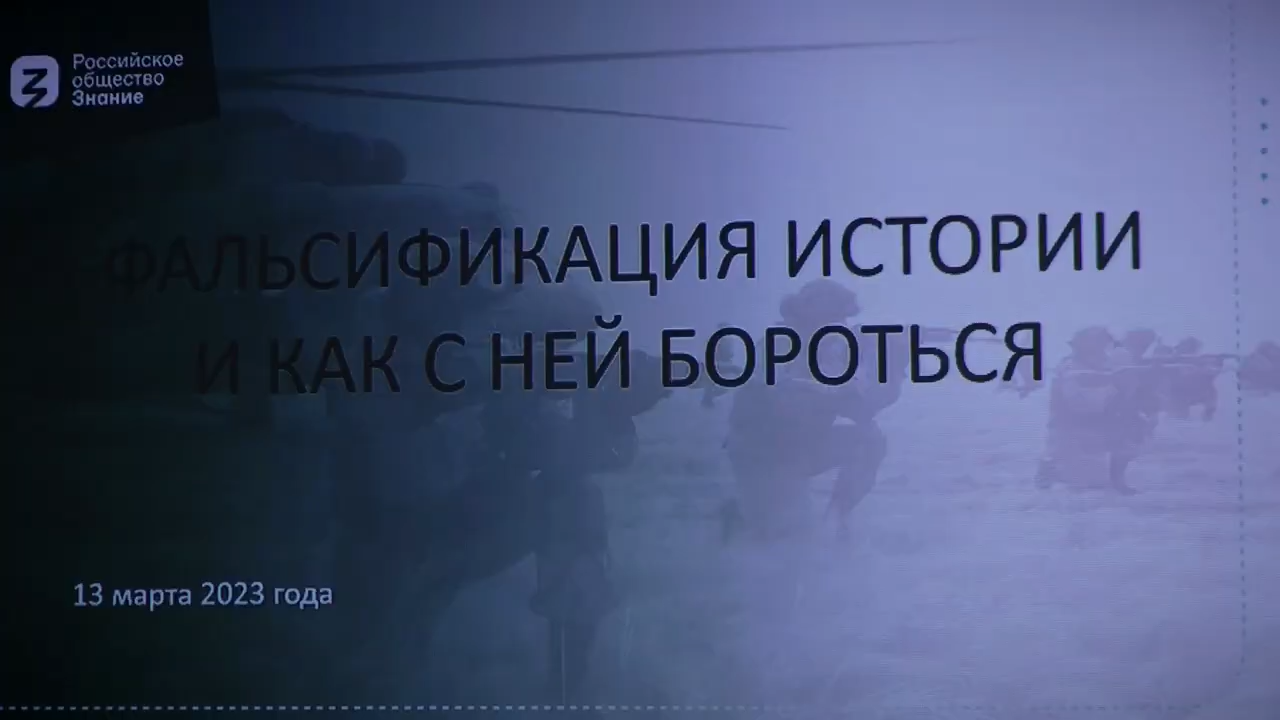 Российское
общество
Знание
ФАЛЬСИФИКАЦИЯ ИСТОРИИ
И КАК С НЕЙ БОРОТЬСЯ
13 марта 2023 года